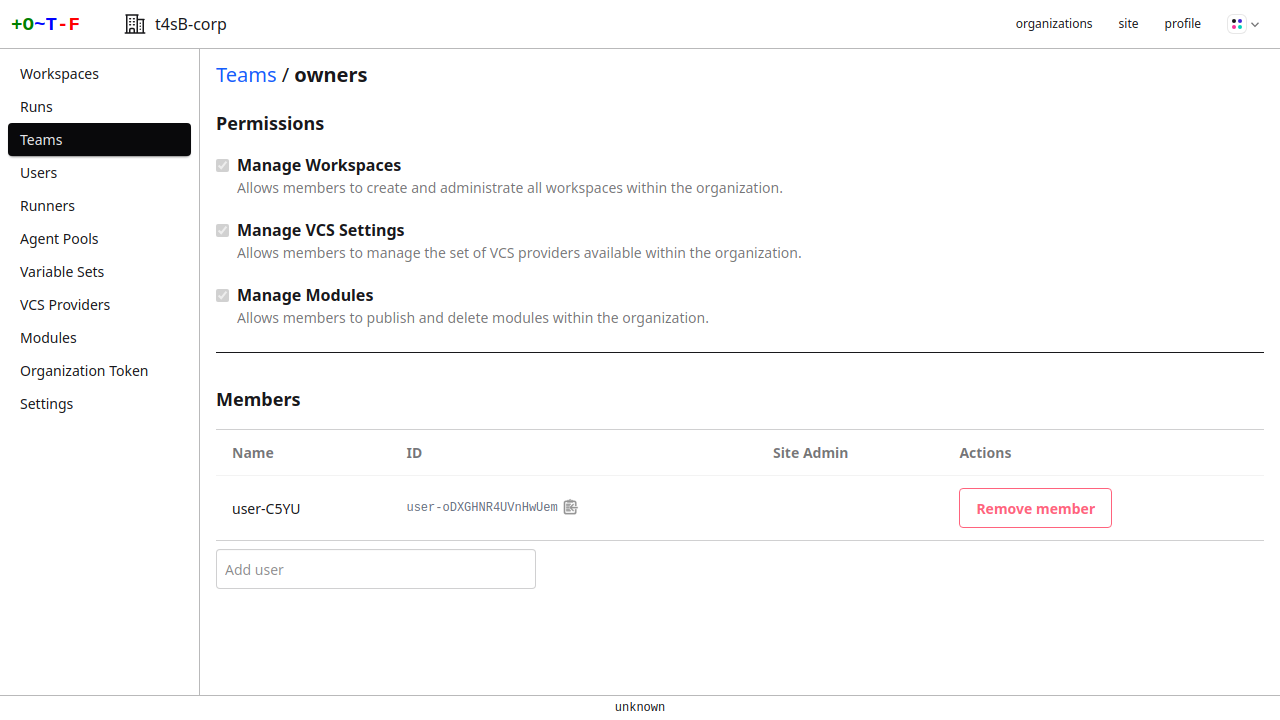 +O~T-F
t4sB-corp
organizations
site
profile
Workspaces
Runs
Teams
Users
Runners
Agent Pools
Variable Sets
VCS Providers
Modules
Organization Token
Settings
Teams / owners
Permissions
Manage Workspaces
Allows members to create and administrate all workspaces within the organization.
Manage VCS Settings
Allows members to manage the set of VCS providers available within the organization.
Manage Modules
Allows members to publish and delete modules within the organization.
Members
Name ID Site Admin Actions
user-C5YU user-oDXGHNR4UVnHwUem Remove member
Add user
unknown